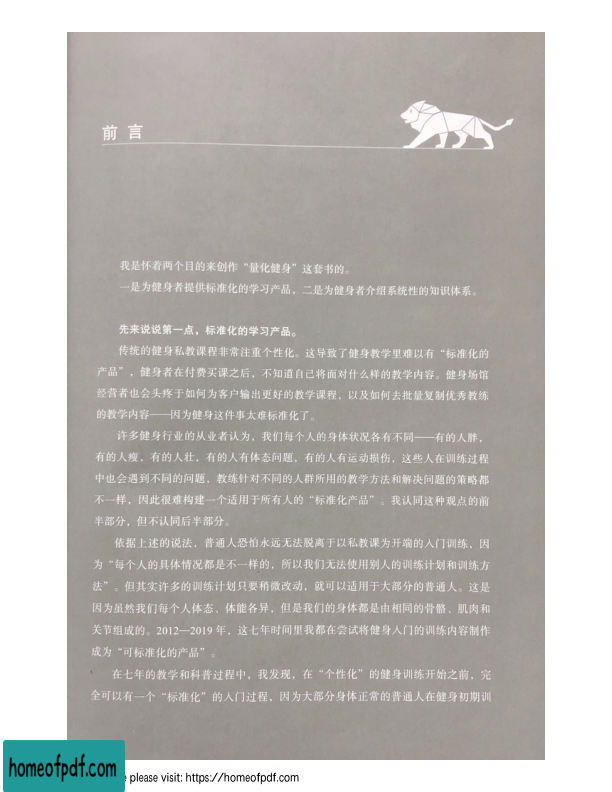 前 言
我是怀着两个目的来创作“量化健身”这套书的。
一是为健身者提供标准化的学习产品，二是为健身者介绍系统性的知识体系。
先来说说第一点，标准化的学习产品。
传统的健身私教课程非常注重个性化。这导致了健身教学里难以有“标准化的
产品”，健身者在付费买课之后，不知道自己将面对什么样的教学内容。健身场馆
经营者也会头疼于如何为客户输出更好的教学课程，以及如何去批量复制优秀教练
的教学内容——因为健身这件事太难标准化了。
许多健身行业的从业者认为，我们每个人的身体状况各有不同——有的人胖，
有的人瘦，有的人壮，有的人有体态问题，有的人有运动损伤，这些人在训练过程
中也会遇到不同的问题，教练针对不同的人群所用的教学方法和解决问题的策略都
不一样，因此很难构建一个适用于所有人的“标准化产品”。我认同这种观点的前
半部分，但不认同后半部分。
依据上述的说法，普通人恐怕永远无法脱离于以私教课为开端的入门训练，因
为“每个人的具体情况都是不一样的，所以我们无法使用别人的训练计划和训练方
法”。但其实许多的训练计划只要稍微改动，就可以适用于大部分的普通人。这是
因为虽然我们每个人体态、体能各异，但是我们的身体都是由相同的骨骼、肌肉和
关节组成的。2012—2019 年，这七年时间里我都在尝试将健身入门的训练内容制作
成为“可标准化的产品”。
在七年的教学和科普过程中，我发现，在“个性化”的健身训练开始之前，完
全可以有一个“标准化”的入门过程，因为大部分身体正常的普通人在健身初期训
homeofpdf.com
e please visit: https://homeofpdf.com